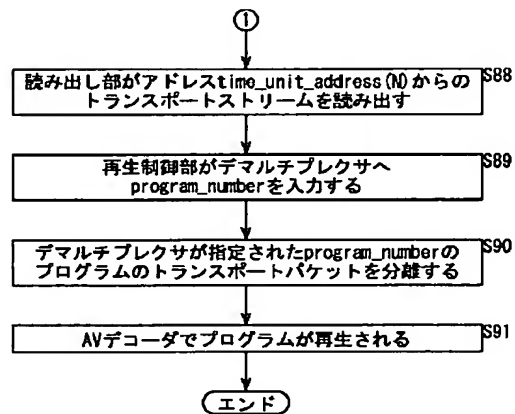 ①
読み出し部がアドレスtime_unit_address(N)からの
トランスポートストリームを読み出す
S88
再生制御部がデマルチプレクサへ
program_numberを入力する
S89
デマルチプレクサが指定されたprogram_numberの
プログラムのトランスポートパケットを分離する
S90
AVデコーダでプログラムが再生される
S91
エンド